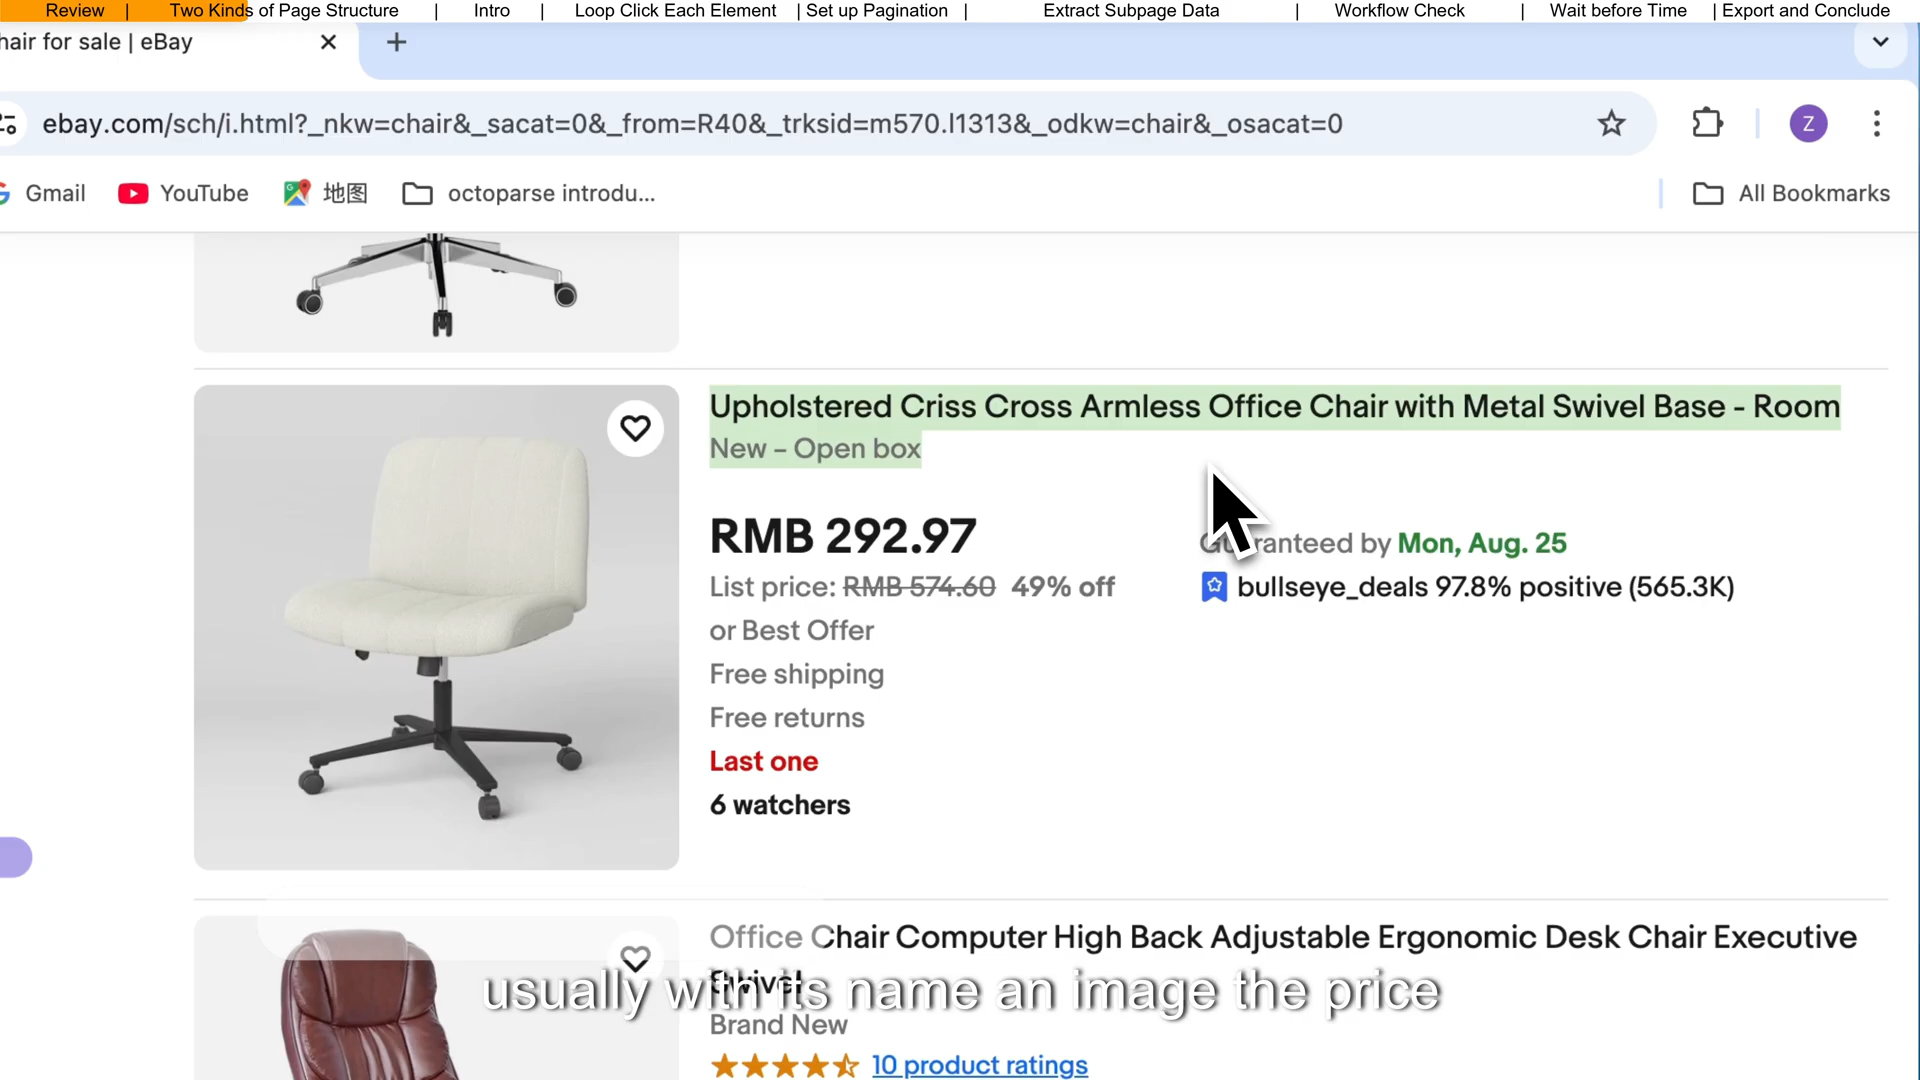 Review | Two Kinds of Page Structure | Intro | Loop Click Each Element | Set up Pagination | Extract Subpage Data | Workflow Check | Wait before Time | Export and Conclude
hair for sale | eBay
ebay.com/sch/i.html?_nkw=chair&_sacat=0&_from=R40&_trksid=m570.l1313&_odkw=chair&_osacat=0
Z
Gmail YouTube 地图 octoparse introdu... All Bookmarks
Upholstered Criss Cross Armless Office Chair with Metal Swivel Base - Room
New – Open box
RMB 292.97
Guaranteed by Mon, Aug. 25
List price: RMB 574.60 49% off
bullseye_deals 97.8% positive (565.3K)
or Best Offer
Free shipping
Free returns
Last one
6 watchers
Office Chair Computer High Back Adjustable Ergonomic Desk Chair Executive
Swivel
usually with its name an image the price
Brand New
10 product ratings